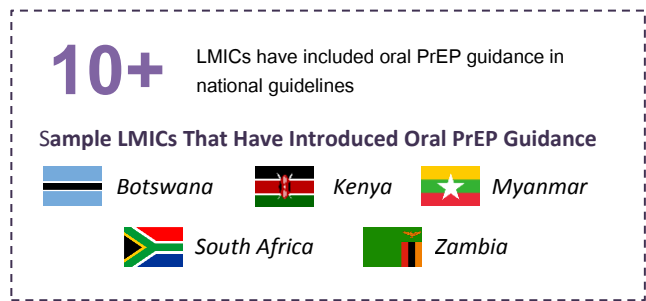 10+
LMICs have included oral PrEP guidance in
national guidelines
Sample LMICs That Have Introduced Oral PrEP Guidance
Botswana Kenya Myanmar
South Africa Zambia